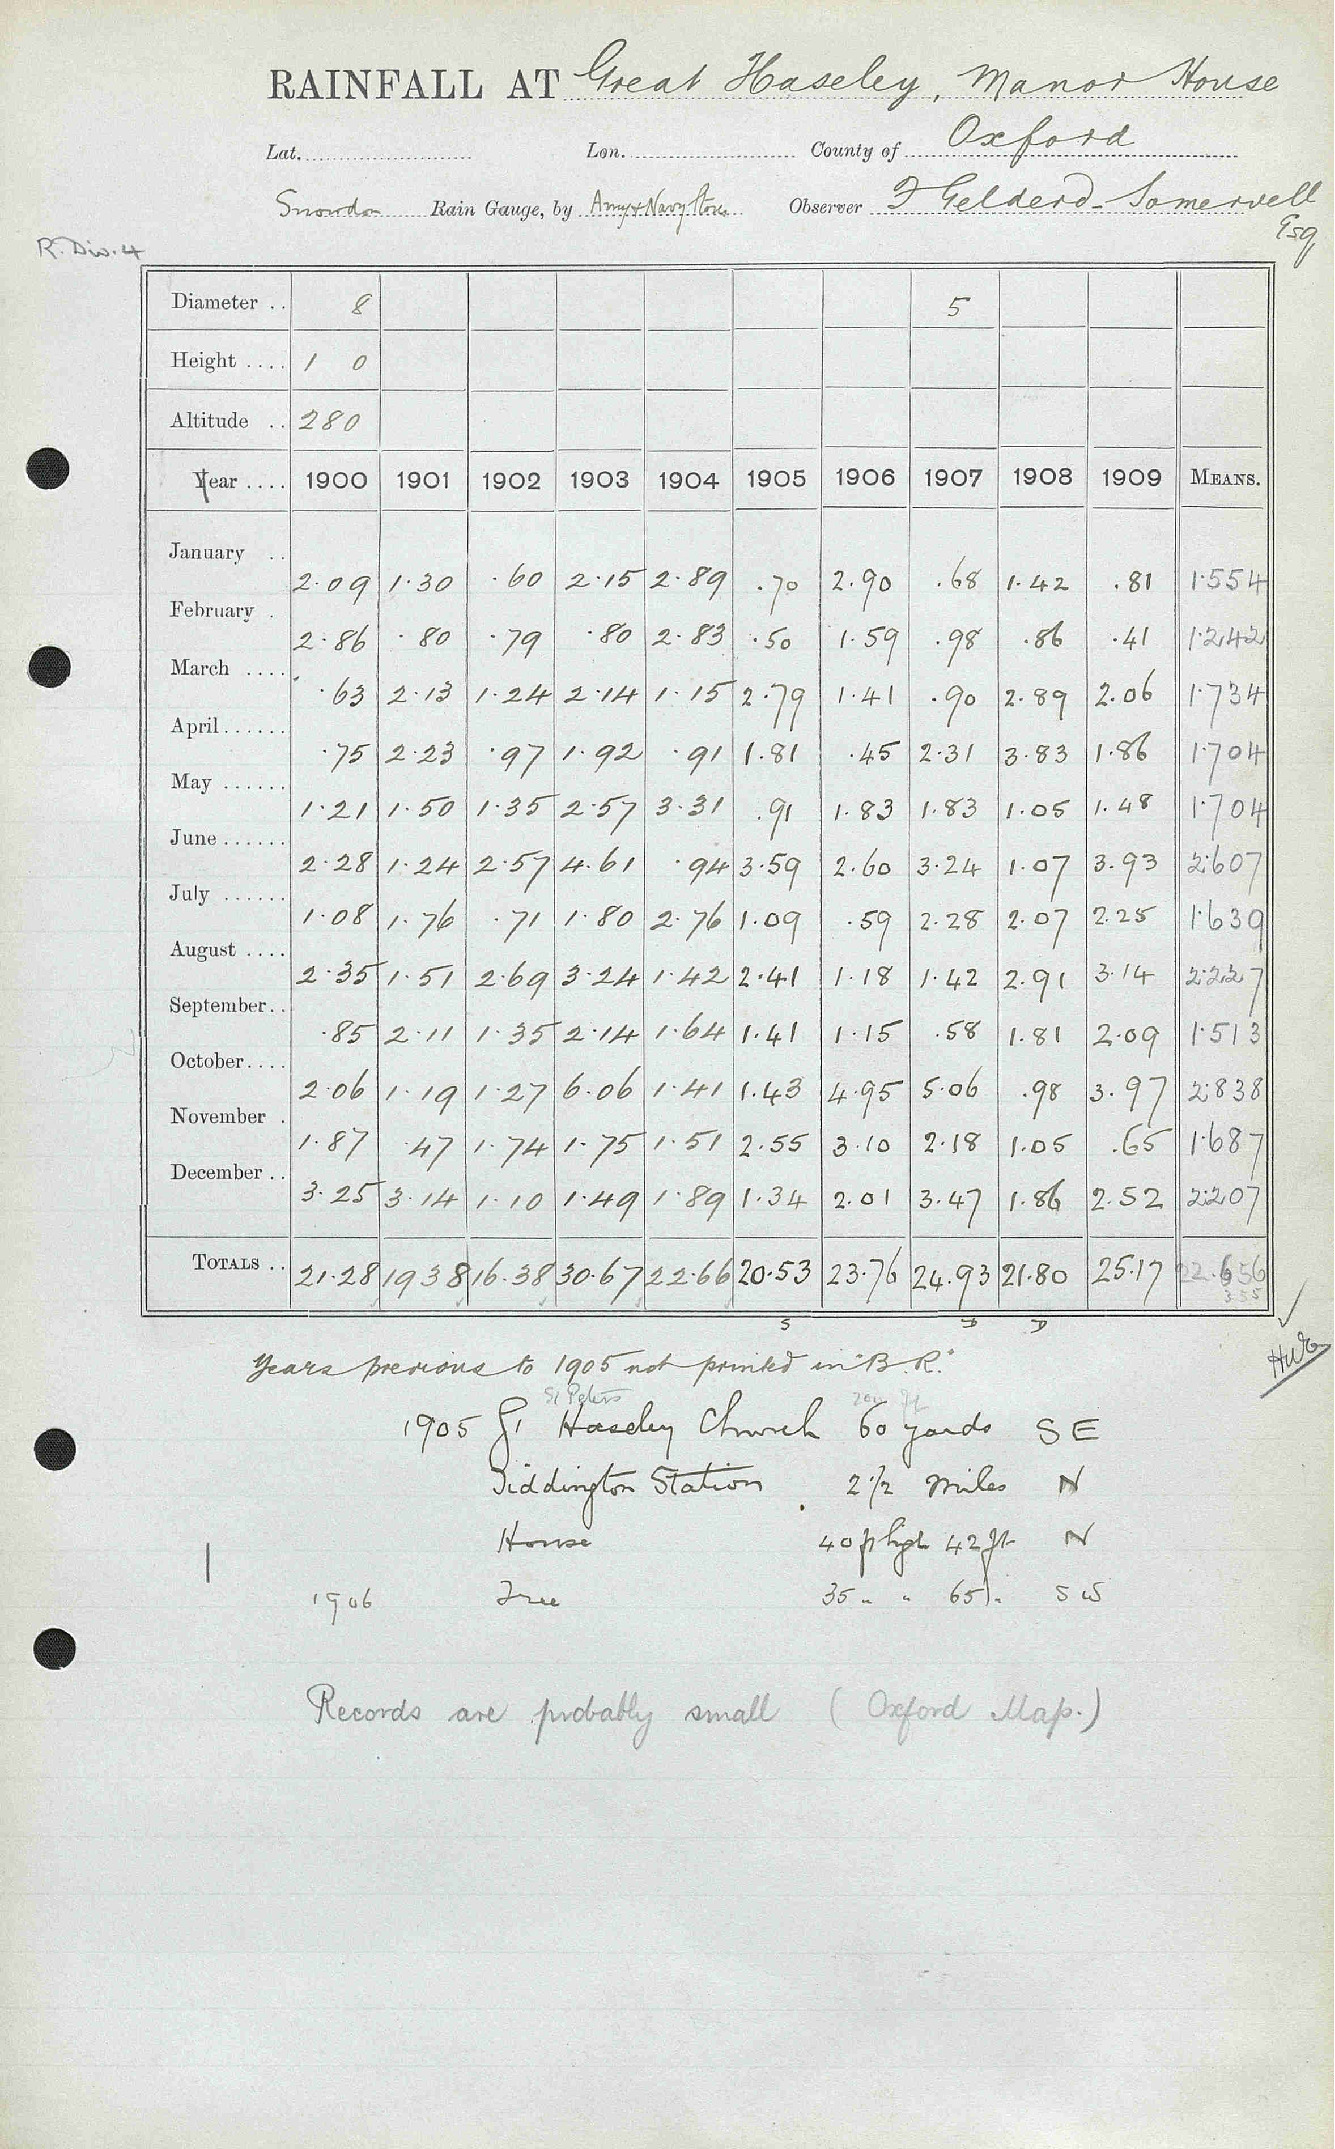 RAINFALL AT Great Haseley, Manor House
Lat. Lon. County of Oxford
Snowdon Rain Gauge, by Army & Navy Stores Observer F Gelderd-Somervell
Esq
R. Div. 4
Diameter .. 8 5
Height .... 1 0
Altitude .. 280
Year .... 1900 1901 1902 1903 1904 1905 1906 1907 1908 1909 MEANS.
January .. 2.09 1.30 .60 2.15 2.89 .70 2.90 .68 1.42 .81 1.554
February . 2.86 .80 .79 .80 2.83 .50 1.59 .98 .86 .41 1.242
March .... .63 2.13 1.24 2.14 1.15 2.79 1.41 .90 2.89 2.06 1.734
April...... .75 2.23 .97 1.92 .91 1.81 .45 2.31 3.83 1.86 1.704
May ...... 1.21 1.50 1.35 2.57 3.31 .91 1.83 1.83 1.05 1.48 1.704
June...... 2.28 1.24 2.57 4.61 .94 3.59 2.60 3.24 1.07 3.93 2.607
July ...... 1.08 1.76 .71 1.80 2.76 1.09 .59 2.28 2.07 2.25 1.639
August .... 2.35 1.51 2.69 3.24 1.42 2.41 1.18 1.42 2.91 3.14 2.227
September.. .85 2.11 1.35 2.14 1.64 1.41 1.15 .58 1.81 2.09 1.513
October.... 2.06 1.19 1.27 6.06 1.41 1.43 4.95 5.06 .98 3.97 2.838
November . 1.87 .47 1.74 1.75 1.51 2.55 3.10 2.18 1.05 .65 1.687
December .. 3.25 3.14 1.10 1.49 1.89 1.34 2.01 3.47 1.86 2.52 2.207
TOTALS .. 21.28 19.38 16.38 30.67 22.66 20.53 23.76 24.93 21.80 25.17 22.656
355
S D D
Years previous to 1905 not printed in "B.R."
St Peters
1905 Gt Haseley Church 60 yards SE
Tiddington Station 2 1/2 miles N
House 40 ft hgt 42 ft N
1906 Tree 35 " " 65 " SW
Records are probably small ( Oxford Map.)